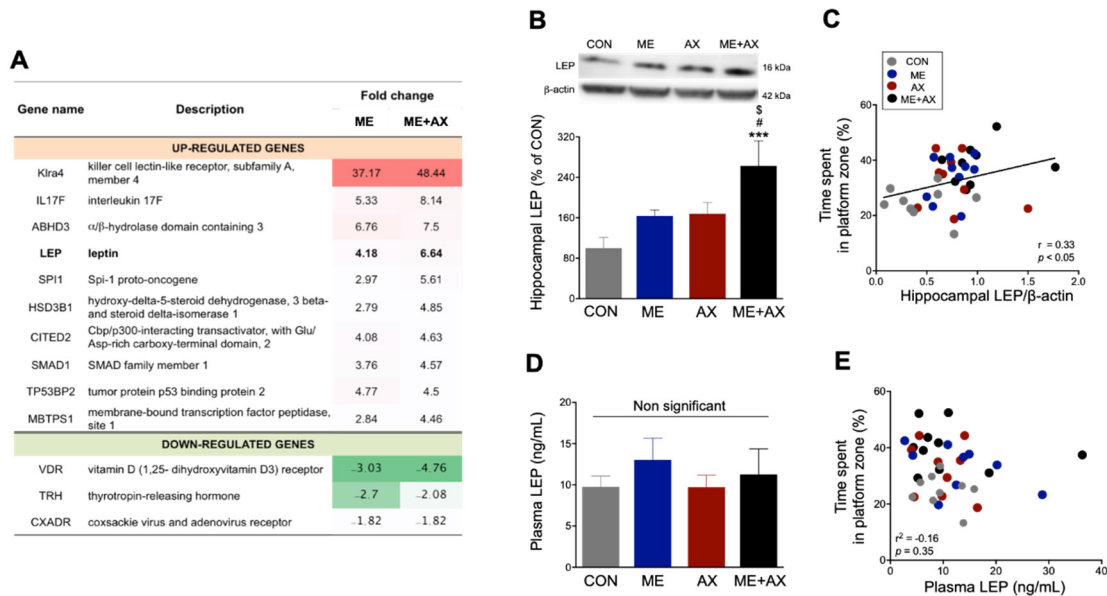 A
Gene name Description Fold change
ME ME+AX
UP-REGULATED GENES
Klra4 killer cell lectin-like receptor, subfamily A, member 4 37.17 48.44
IL17F interleukin 17F 5.33 8.14
ABHD3 α/β-hydrolase domain containing 3 6.76 7.5
LEP leptin 4.18 6.64
SPI1 Spi-1 proto-oncogene 2.97 5.61
HSD3B1 hydroxy-delta-5-steroid dehydrogenase, 3 beta- and steroid delta-isomerase 1 2.79 4.85
CITED2 Cbp/p300-interacting transactivator, with Glu/ Asp-rich carboxy-terminal domain, 2 4.08 4.63
SMAD1 SMAD family member 1 3.76 4.57
TP53BP2 tumor protein p53 binding protein 2 4.77 4.5
MBTPS1 membrane-bound transcription factor peptidase, site 1 2.84 4.46
DOWN-REGULATED GENES
VDR vitamin D (1,25- dihydroxyvitamin D3) receptor -3.03 -4.76
TRH thyrotropin-releasing hormone -2.7 -2.08
CXADR coxsackie virus and adenovirus receptor -1.82 -1.82
B
CON ME AX ME+AX
LEP 16 kDa
β-actin 42 kDa
$
#
***
Hippocampal LEP (% of CON)
320
240
160
80
0
CON ME AX ME+AX
C
CON
ME
AX
ME+AX
Time spent
in platform zone (%)
80
60
40
20
0
0.0 0.5 1.0 1.5 2.0
r = 0.33
p < 0.05
Hippocampal LEP/β-actin
D
Non significant
Plasma LEP (ng/mL)
20
15
10
5
0
CON ME AX ME+AX
E
Time spent
in platform zone (%)
60
40
20
0
r² = -0.16
p = 0.35
0 10 20 30 40
Plasma LEP (ng/mL)